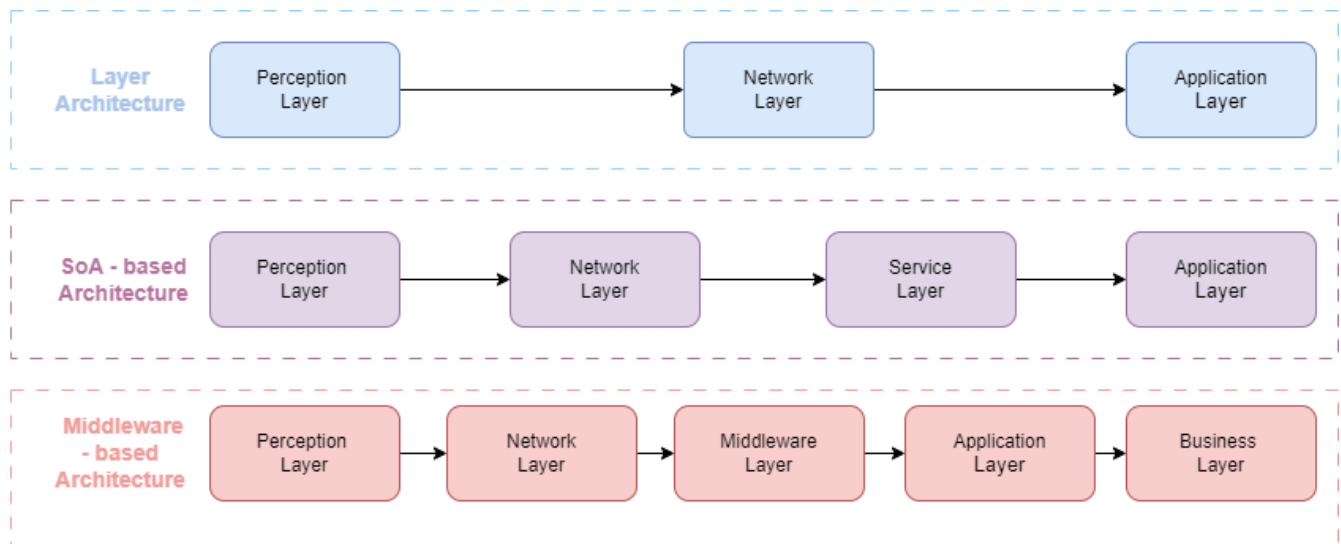 Layer
Architecture
Perception
Layer
Network
Layer
Application
Layer
SoA - based
Architecture
Perception
Layer
Network
Layer
Service
Layer
Application
Layer
Middleware
- based
Architecture
Perception
Layer
Network
Layer
Middleware
Layer
Application
Layer
Business
Layer